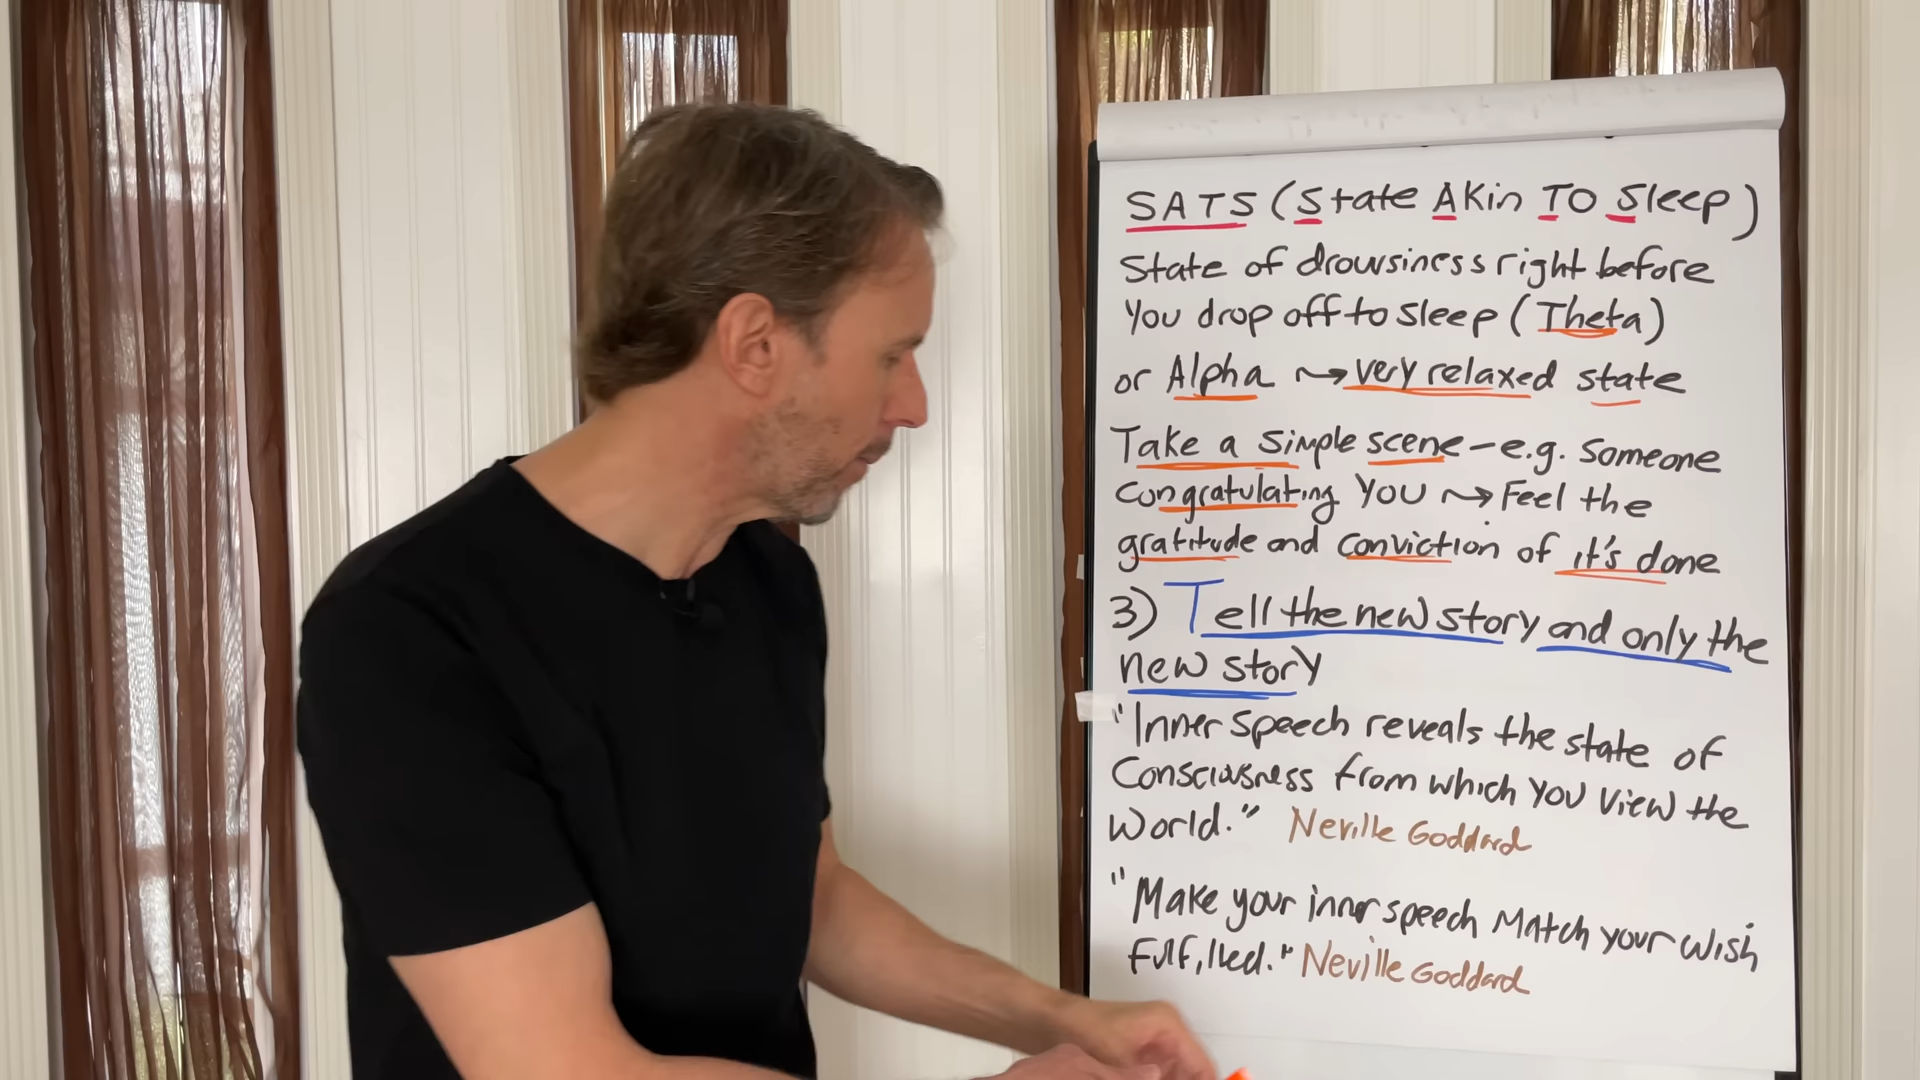 SATS (State Akin TO Sleep)
State of drowsiness right before
You drop off to sleep (Theta)
or Alpha → very relaxed state
Take a simple scene - e.g. someone
congratulating YOU → Feel the
gratitude and conviction of it's done
3) Tell the new story and only the
new story
"Inner speech reveals the state of
Consciousness from which you view the
world." Neville Goddard
"Make your inner speech match your wish
fulfilled." Neville Goddard